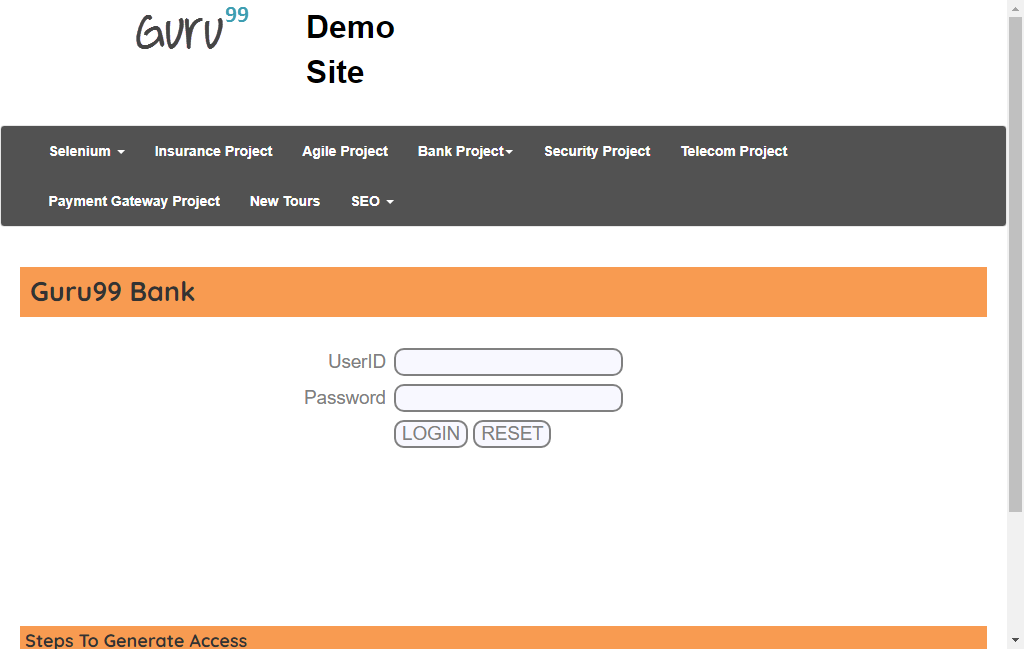 Guru99
Demo
Site
Selenium Insurance Project Agile Project Bank Project Security Project Telecom Project
Payment Gateway Project New Tours SEO
Guru99 Bank
UserID
Password
LOGIN RESET
Steps To Generate Access